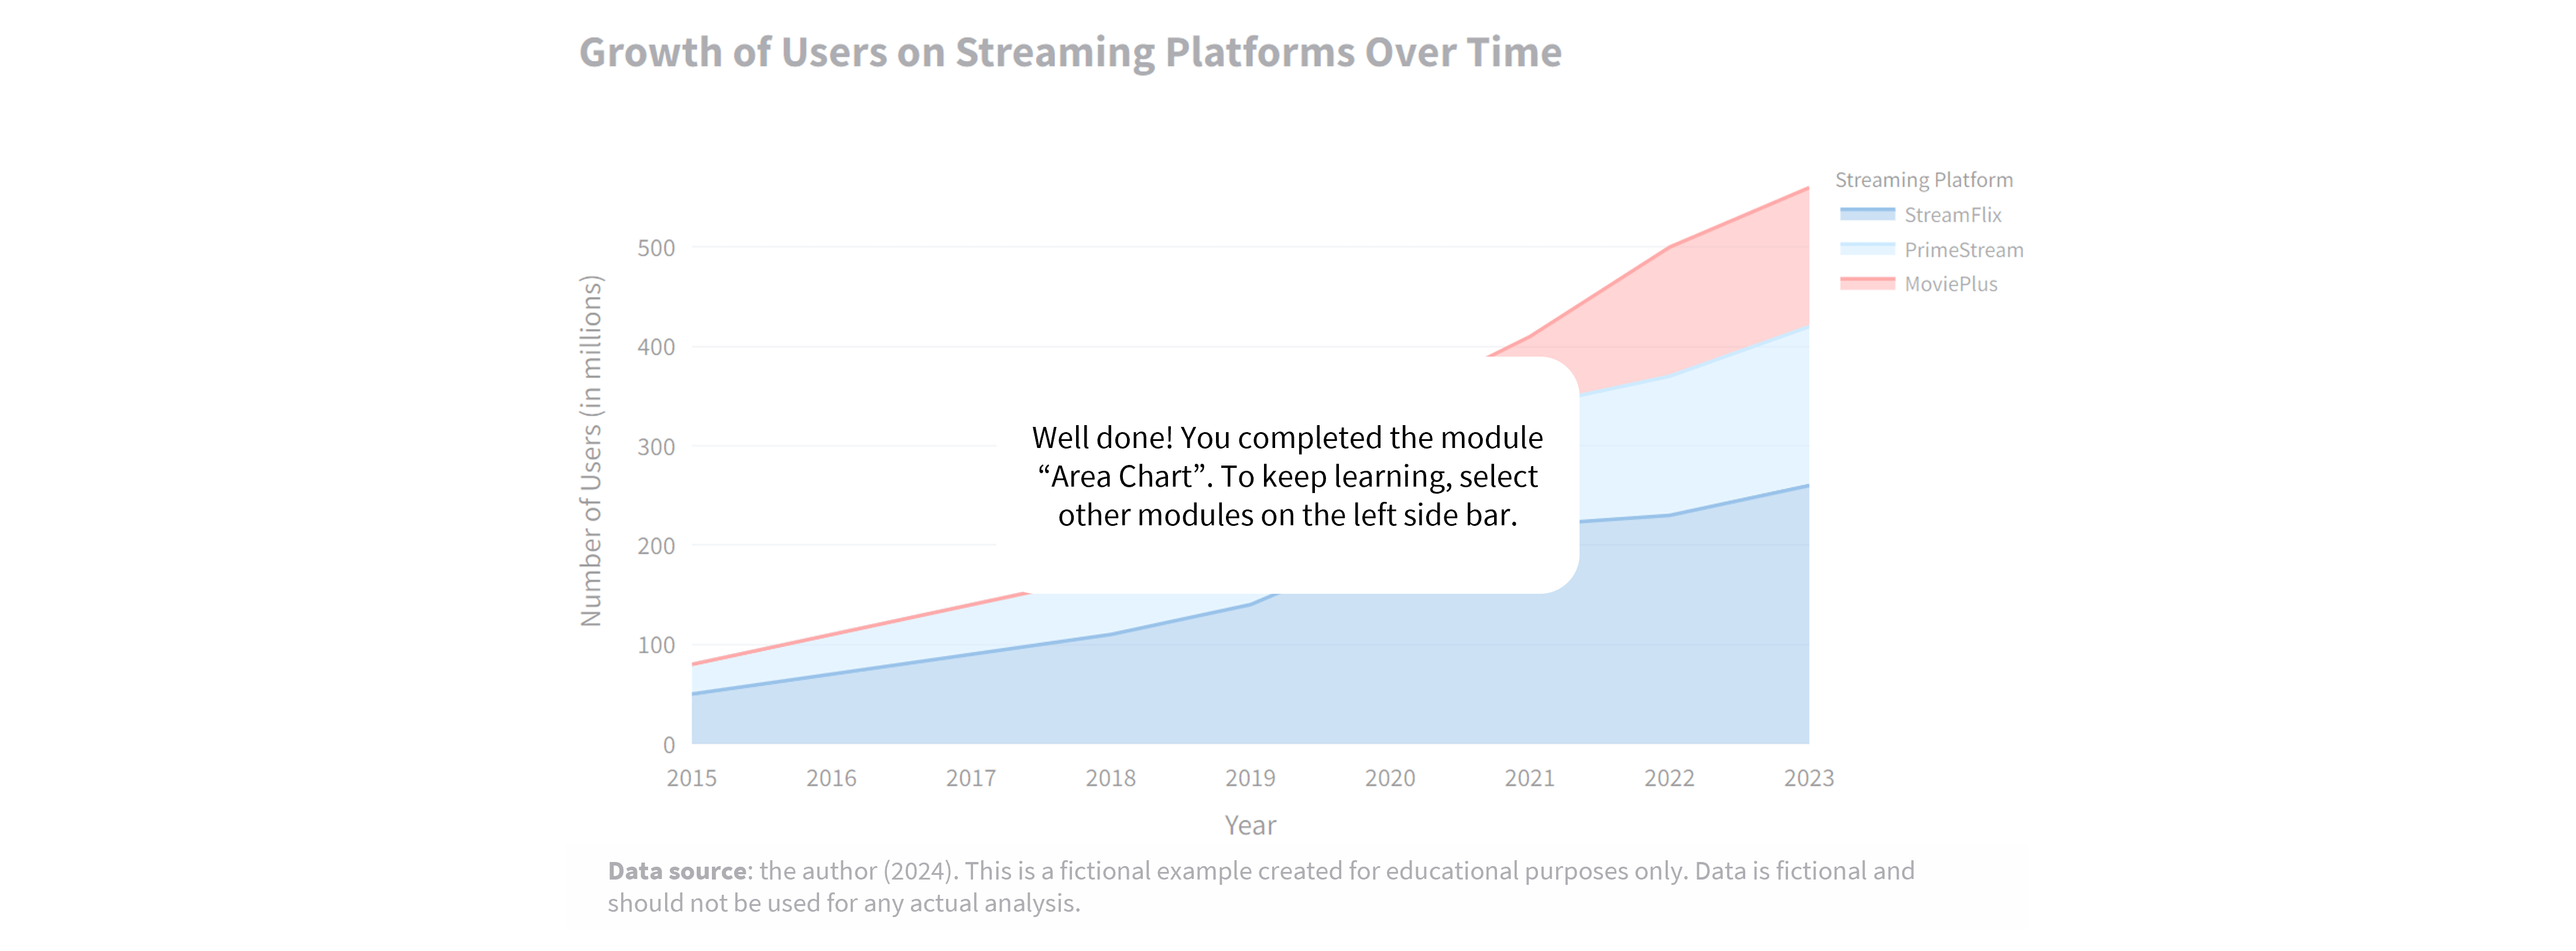 Growth of Users on Streaming Platforms Over Time
Streaming Platform
StreamFlix
PrimeStream
MoviePlus
Number of Users (in millions)
500
400
300
200
100
0
Well done! You completed the module
“Area Chart”. To keep learning, select
other modules on the left side bar.
2015 2016 2017 2018 2019 2020 2021 2022 2023
Year
Data source: the author (2024). This is a fictional example created for educational purposes only. Data is fictional and
should not be used for any actual analysis.